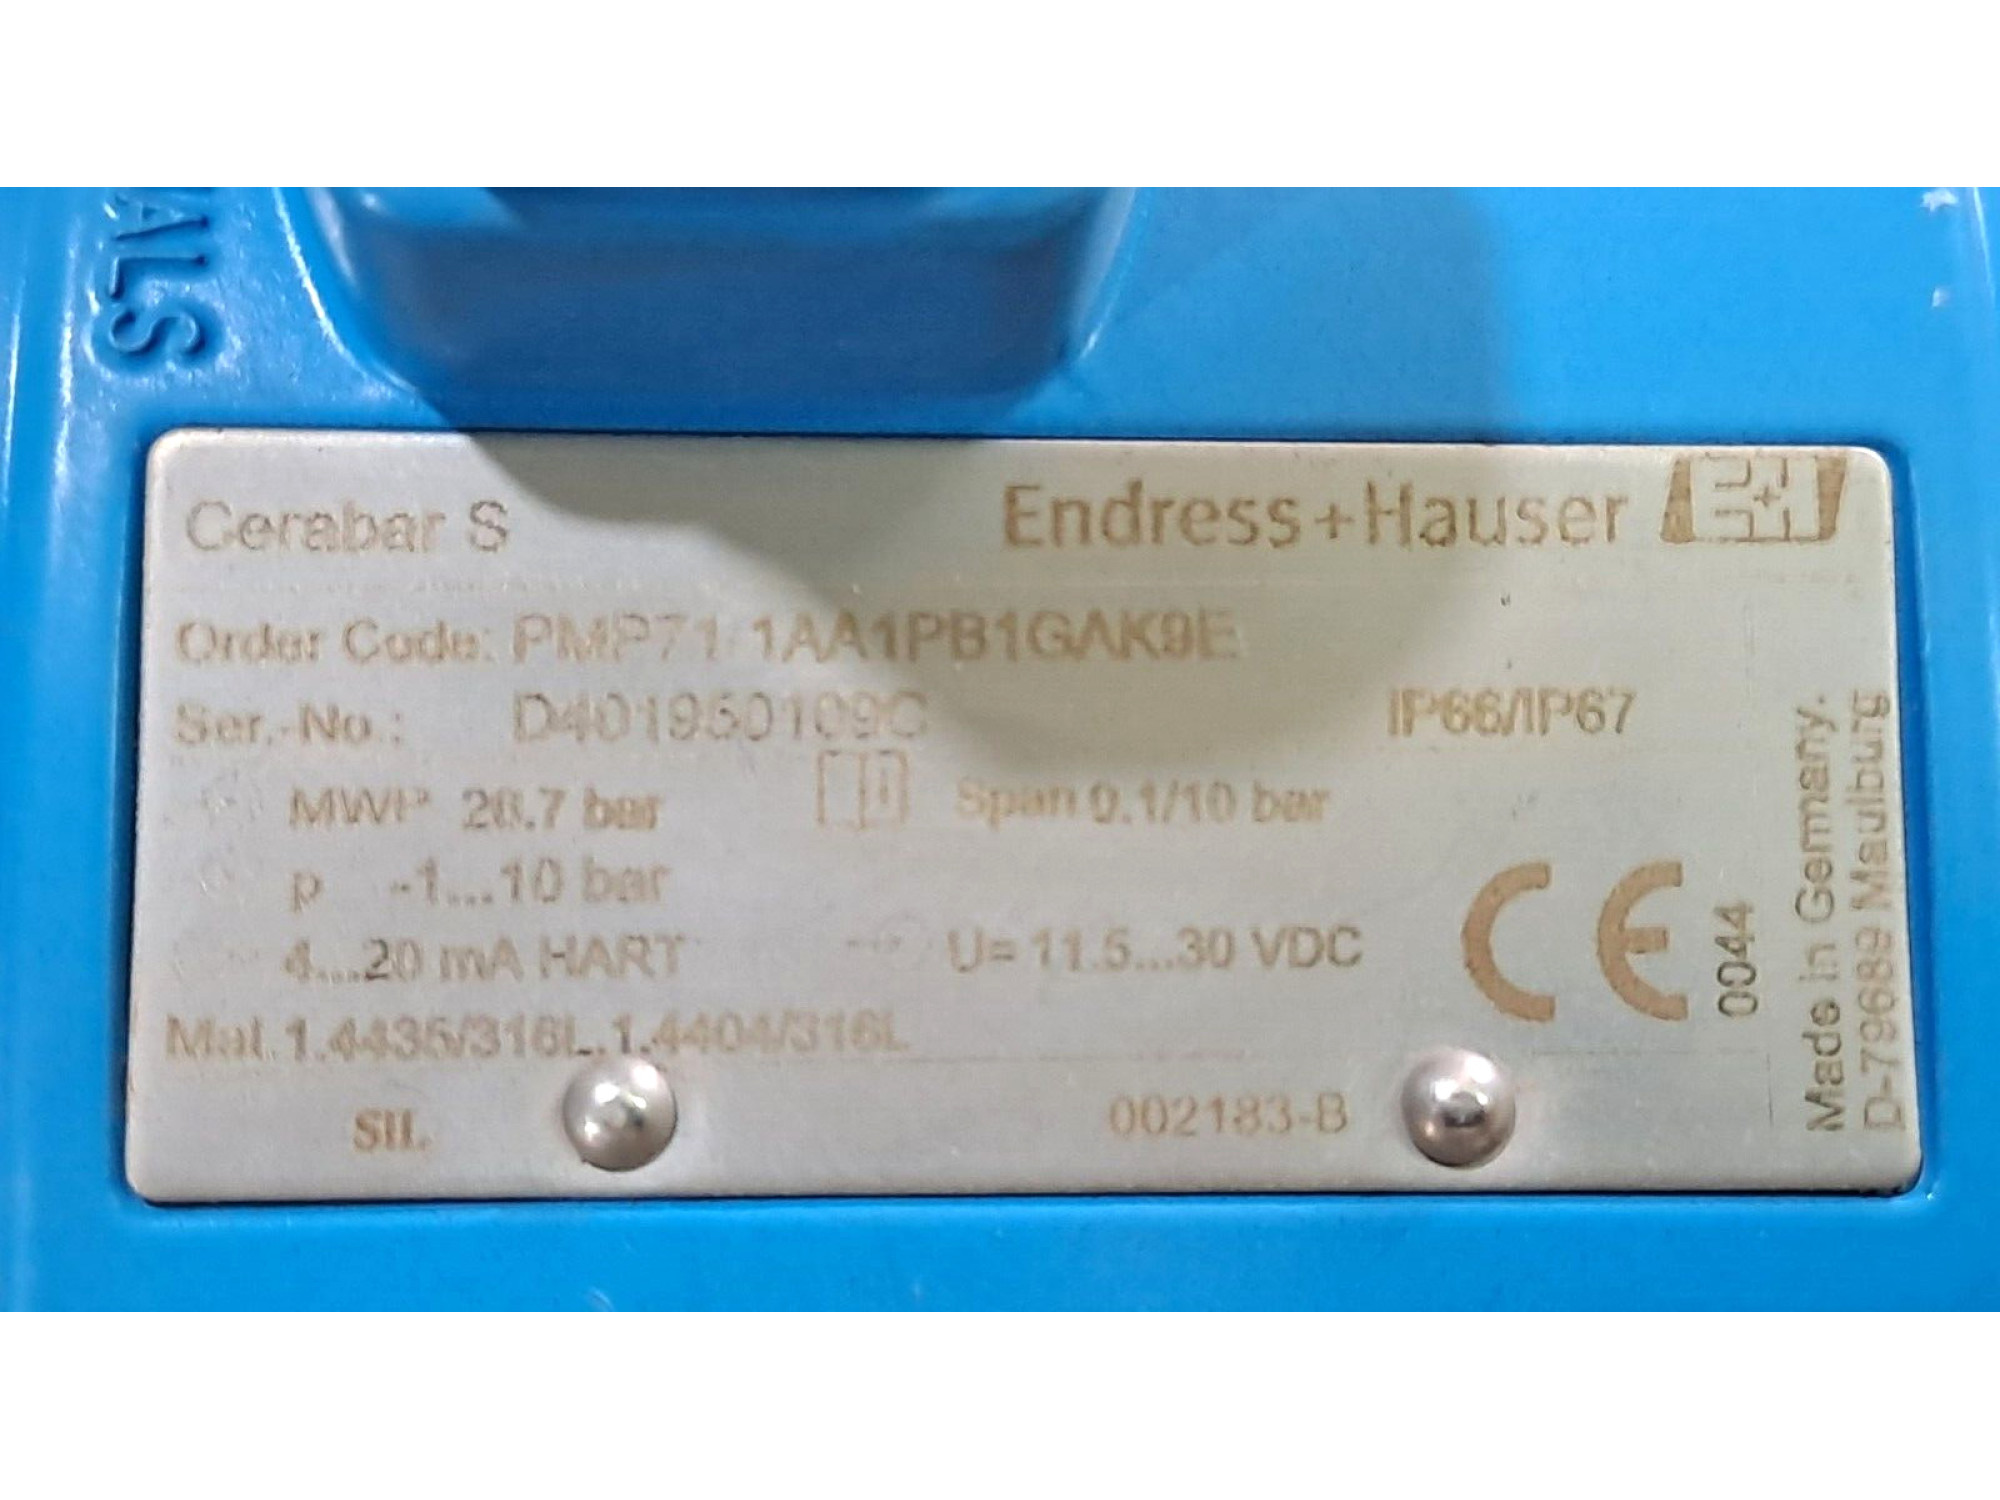 ALS
Cerabar S
Endress+Hauser
Order Code: PMP71-1AA1PB1GAK9E
Ser.-No.: D401950109C
IP66/IP67
MWP 26.7 bar
Span 0.1/10 bar
p -1...10 bar
4...20 mA HART
U= 11.5...30 VDC
Mat. 1.4435/316L,1.4404/316L
SIL
002183-B
CE
0044
Made in Germany.
D-79689 Maulburg